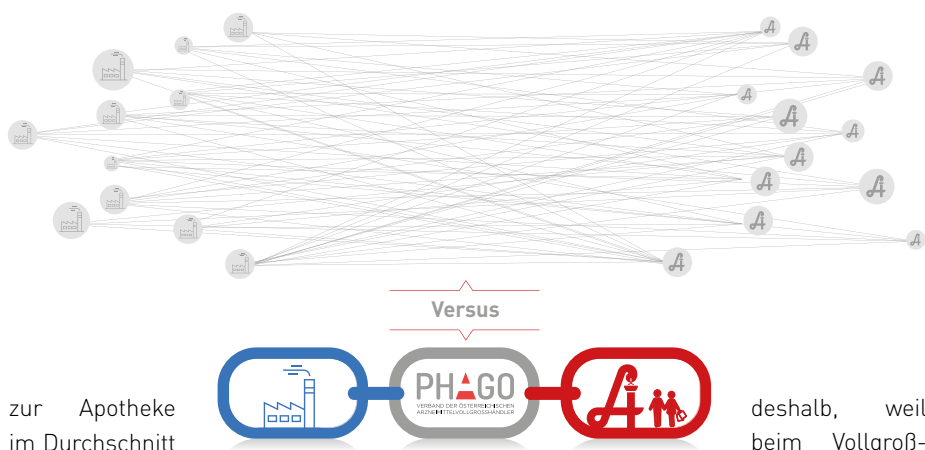 Versus
PHAGO
VERBAND DER ÖSTERREICHISCHEN
ARZNEIMITTELVOLLGROSSHÄNDLER
zur Apotheke
im Durchschnitt
deshalb, weil
beim Vollgroß-